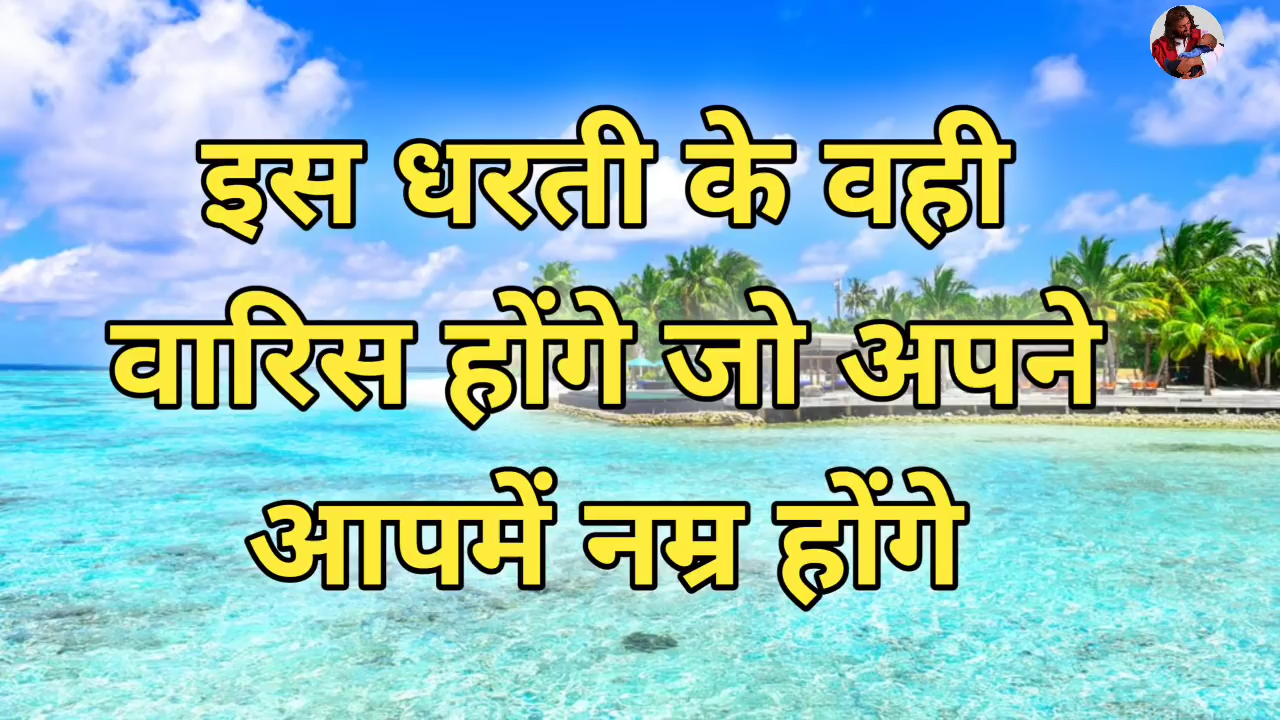 इस धरती के वही
वारिस होंगे जो अपने
आपमें नम्र होंगे